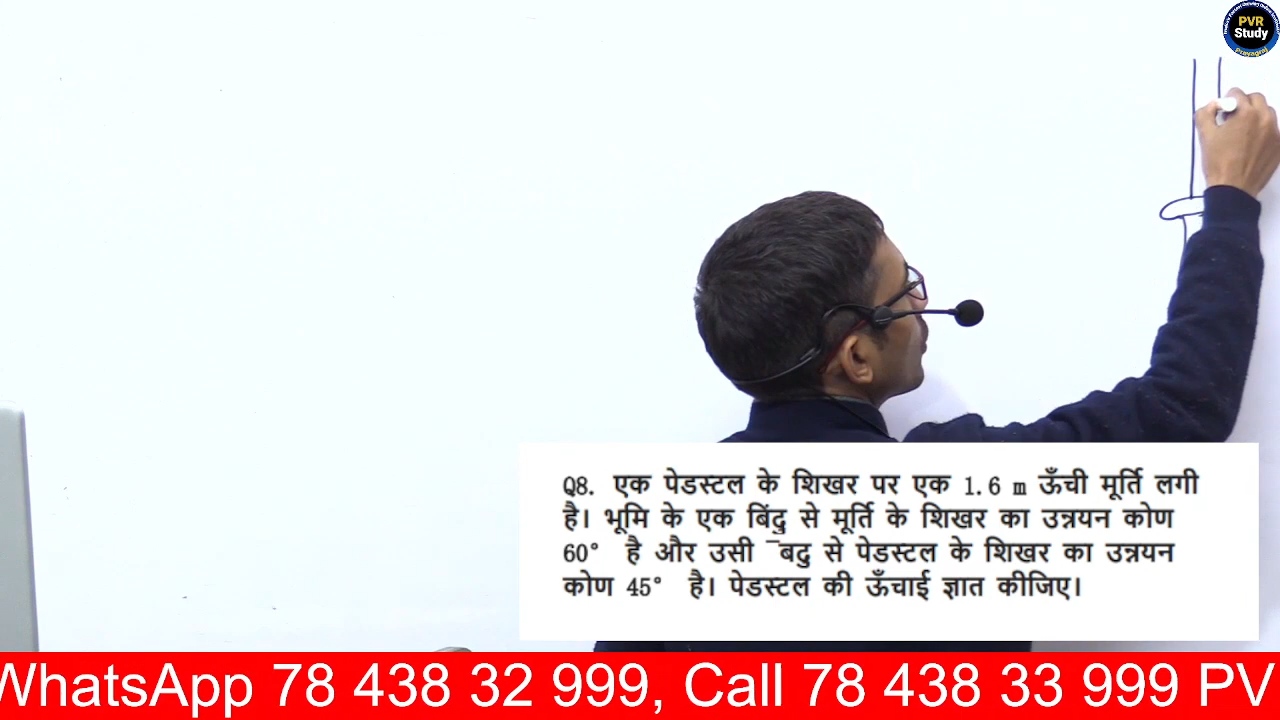 PVR
Study
Prayagraj
Q8. एक पेडस्टल के शिखर पर एक 1.6 m ऊँची मूर्ति लगी
है। भूमि के एक बिंदु से मूर्ति के शिखर का उन्नयन कोण
60° है और उसी ¯बदु से पेडस्टल के शिखर का उन्नयन
कोण 45° है। पेडस्टल की ऊँचाई ज्ञात कीजिए।
WhatsApp 78 438 32 999, Call 78 438 33 999 PV